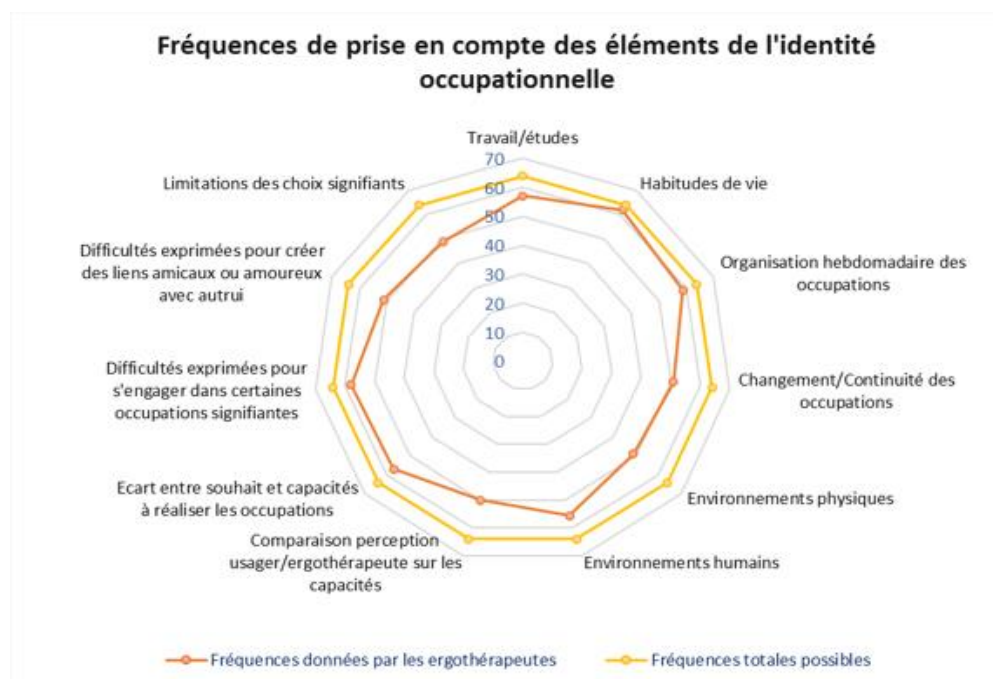 Fréquences de prise en compte des éléments de l'identité
occupationnelle
Travail/études
70
60
50
40
30
20
10
0
Habitudes de vie
Organisation hebdomadaire des
occupations
Changement/Continuité des
occupations
Environnements physiques
Environnements humains
Comparaison perception
usager/ergothérapeute sur les
capacités
Ecart entre souhait et capacités
à réaliser les occupations
Difficultés exprimées pour
s'engager dans certaines
occupations signifiantes
Difficultés exprimées pour créer
des liens amicaux ou amoureux
avec autrui
Limitations des choix signifiants
Fréquences données par les ergothérapeutes
Fréquences totales possibles